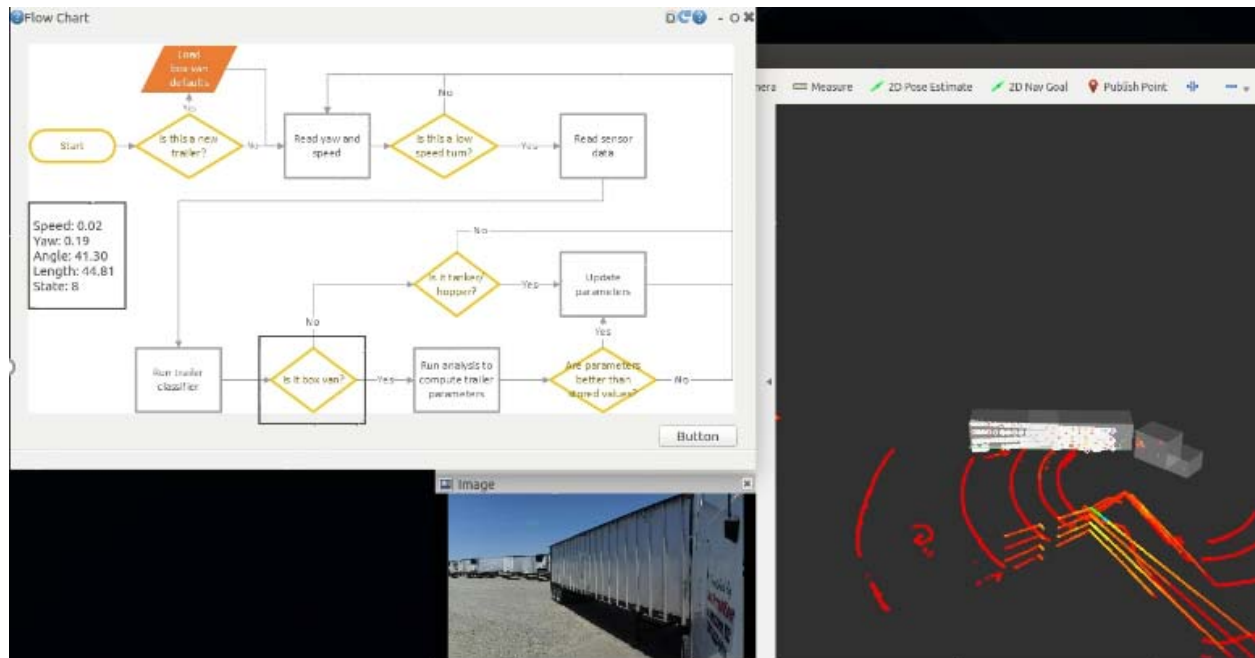 Flow Chart
Load
box van
defaults
No
Start
Is this a new
trailer?
No
Read yaw and
speed
No
Is this a low
speed turn?
Yes
Read sensor
data
Speed: 0.02
Yaw: 0.19
Angle: 41.30
Length: 44.81
State: 8
No
Is it tanker/
hopper?
Yes
Update
parameters
No
Yes
Run trailer
classifier
Is it box van?
Yes
Run analysis to
compute trailer
parameters
Are parameters
better than
stored values?
No
Button
Image
mera
Measure
2D Pose Estimate
2D Nav Goal
Publish Point